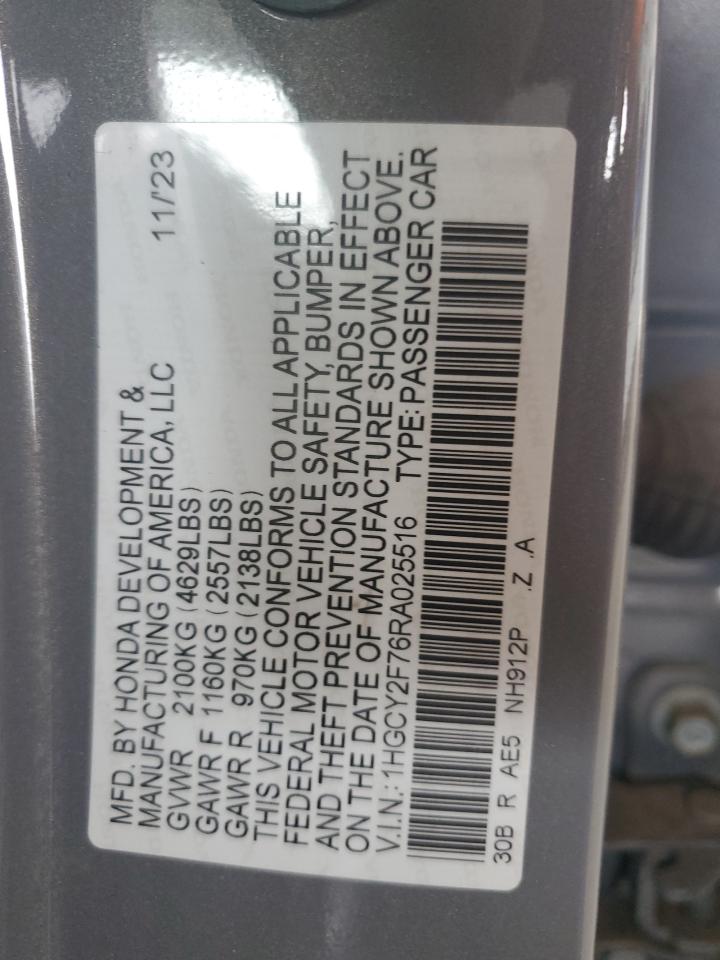 MFD. BY HONDA DEVELOPMENT &
MANUFACTURING OF AMERICA, LLC 11/'23
GVWR 2100KG (4629LBS)
GAWR F 1160KG (2557LBS)
GAWR R 970KG (2138LBS)
THIS VEHICLE CONFORMS TO ALL APPLICABLE
FEDERAL MOTOR VEHICLE SAFETY, BUMPER,
AND THEFT PREVENTION STANDARDS IN EFFECT
ON THE DATE OF MANUFACTURE SHOWN ABOVE.
V.I.N.: 1HGCY2F76RA025516 TYPE: PASSENGER CAR
30B R AE5 NH912P .Z .A